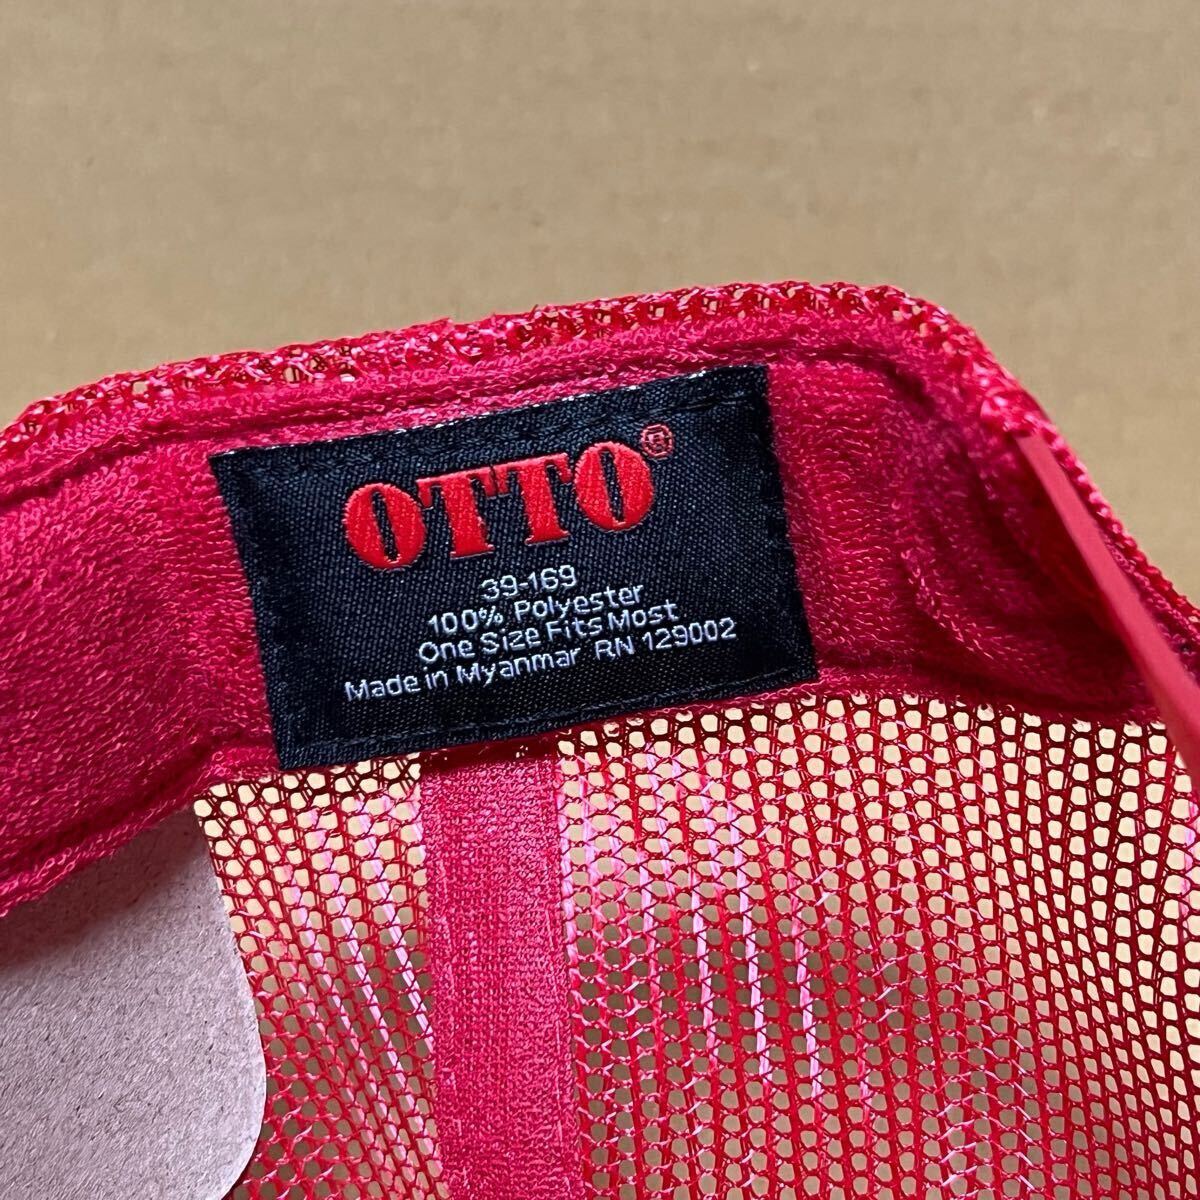 OTTO®
39-169
100% Polyester
One Size Fits Most
Made in Myanmar RN 129002